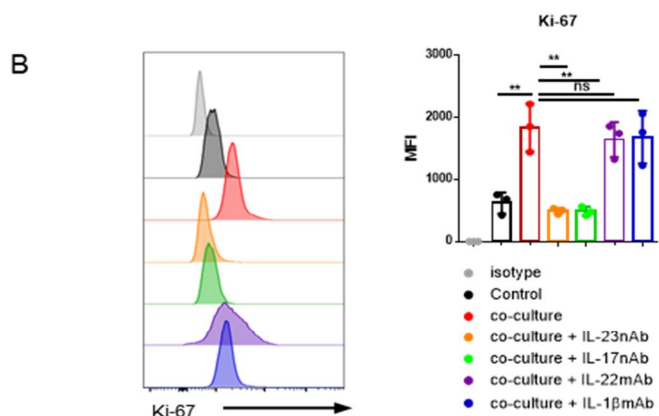 B
Ki-67
Ki-67
MFI
3000
2000
1000
0
**
**
**
ns
isotype
Control
co-culture
co-culture + IL-23nAb
co-culture + IL-17nAb
co-culture + IL-22mAb
co-culture + IL-1βmAb